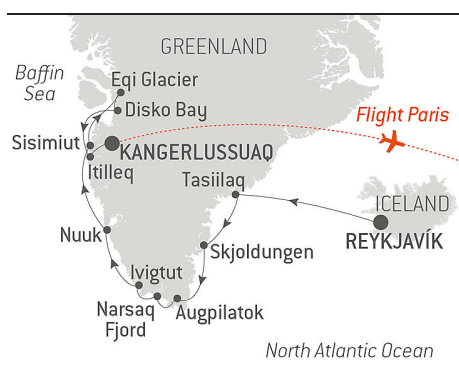 GREENLAND
Baffin
Sea
Eqi Glacier
Disko Bay
Flight Paris
Sisimiut
KANGERLUSSUAQ
Itilleq
Tasiilaq
ICELAND
REYKJAVÍK
Nuuk
Skjoldungen
Ivigtut
Narsaq
Fjord
Augpilatok
North Atlantic Ocean